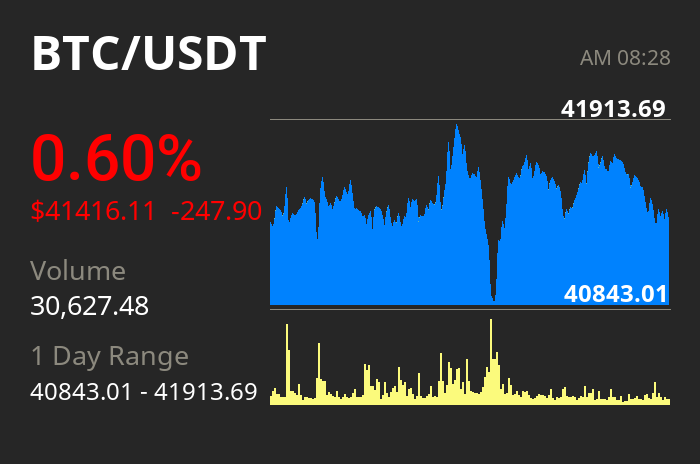 BTC/USDT
AM 08:28
41913.69
0.60%
$41416.11 -247.90
Volume
30,627.48
40843.01
1 Day Range
40843.01 - 41913.69